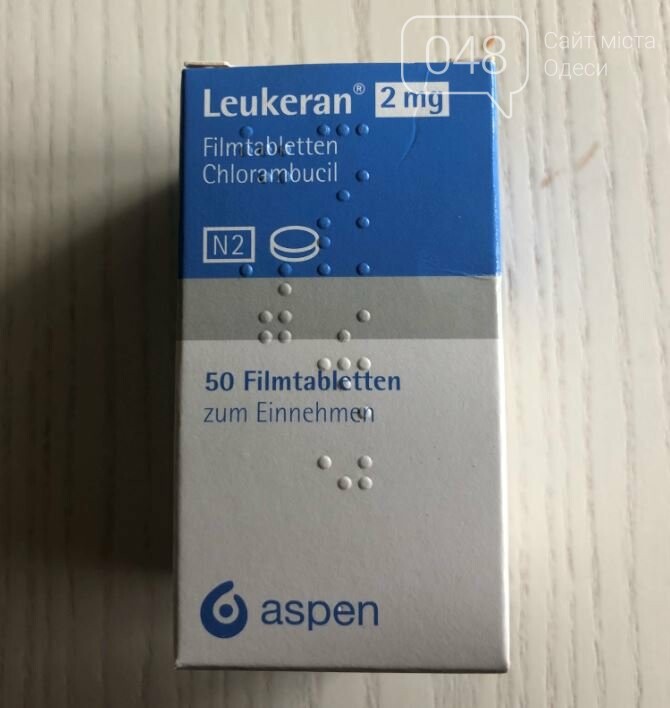 048
Сайт міста
Одеси
Leukeran® 2 mg
Filmtabletten
Chlorambucil
N2
50 Filmtabletten
zum Einnehmen
aspen